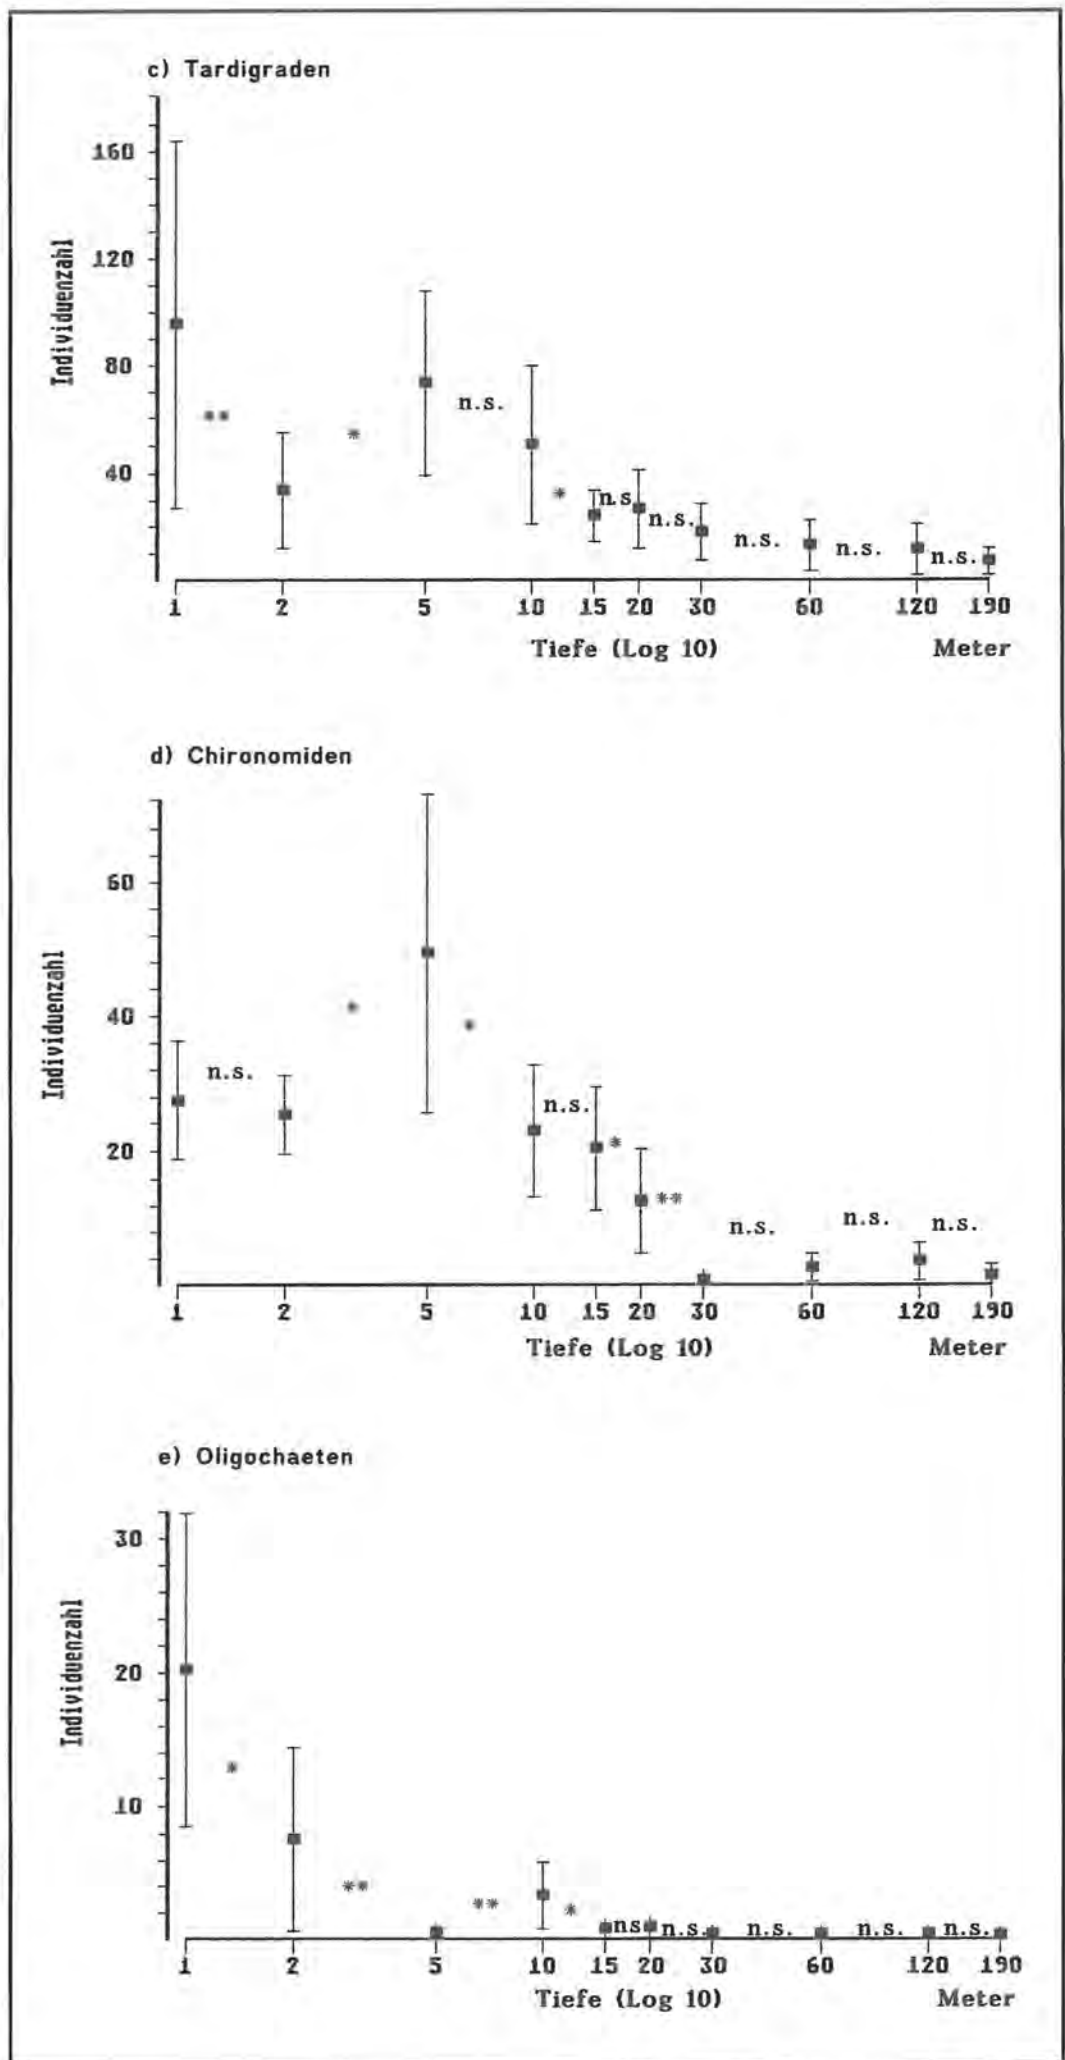 c) Tardigraden
160
120
80
40
Individuenzahl
** * n.s. * n.s. n.s. n.s. n.s. n.s.
1 2 5 10 15 20 30 60 120 190
Tiefe (Log 10) Meter
d) Chironomiden
60
40
20
Individuenzahl
n.s. * * n.s. * ** n.s. n.s. n.s.
1 2 5 10 15 20 30 60 120 190
Tiefe (Log 10) Meter
e) Oligochaeten
30
20
10
Individuenzahl
* ** ** * ns n.s. n.s. n.s. n.s.
1 2 5 10 15 20 30 60 120 190
Tiefe (Log 10) Meter